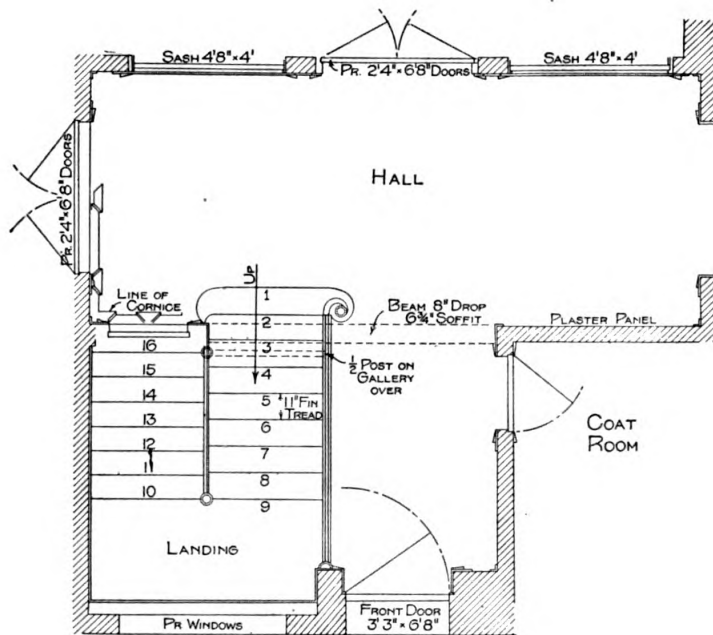 SASH 4'8"×4'
PR. 2'4"×6'8" DOORS
SASH 4'8"×4'
PR. 2'4"×6'8" DOORS
HALL
UP
LINE OF
CORNICE
BEAM 8" DROP
6¾" SOFFIT
PLASTER PANEL
½ POST ON
GALLERY
OVER
1
2
3
4
5
11" FIN
TREAD
6
7
8
9
16
15
14
13
12
11
10
COAT
ROOM
LANDING
PR WINDOWS
FRONT DOOR
3'3"×6'8"